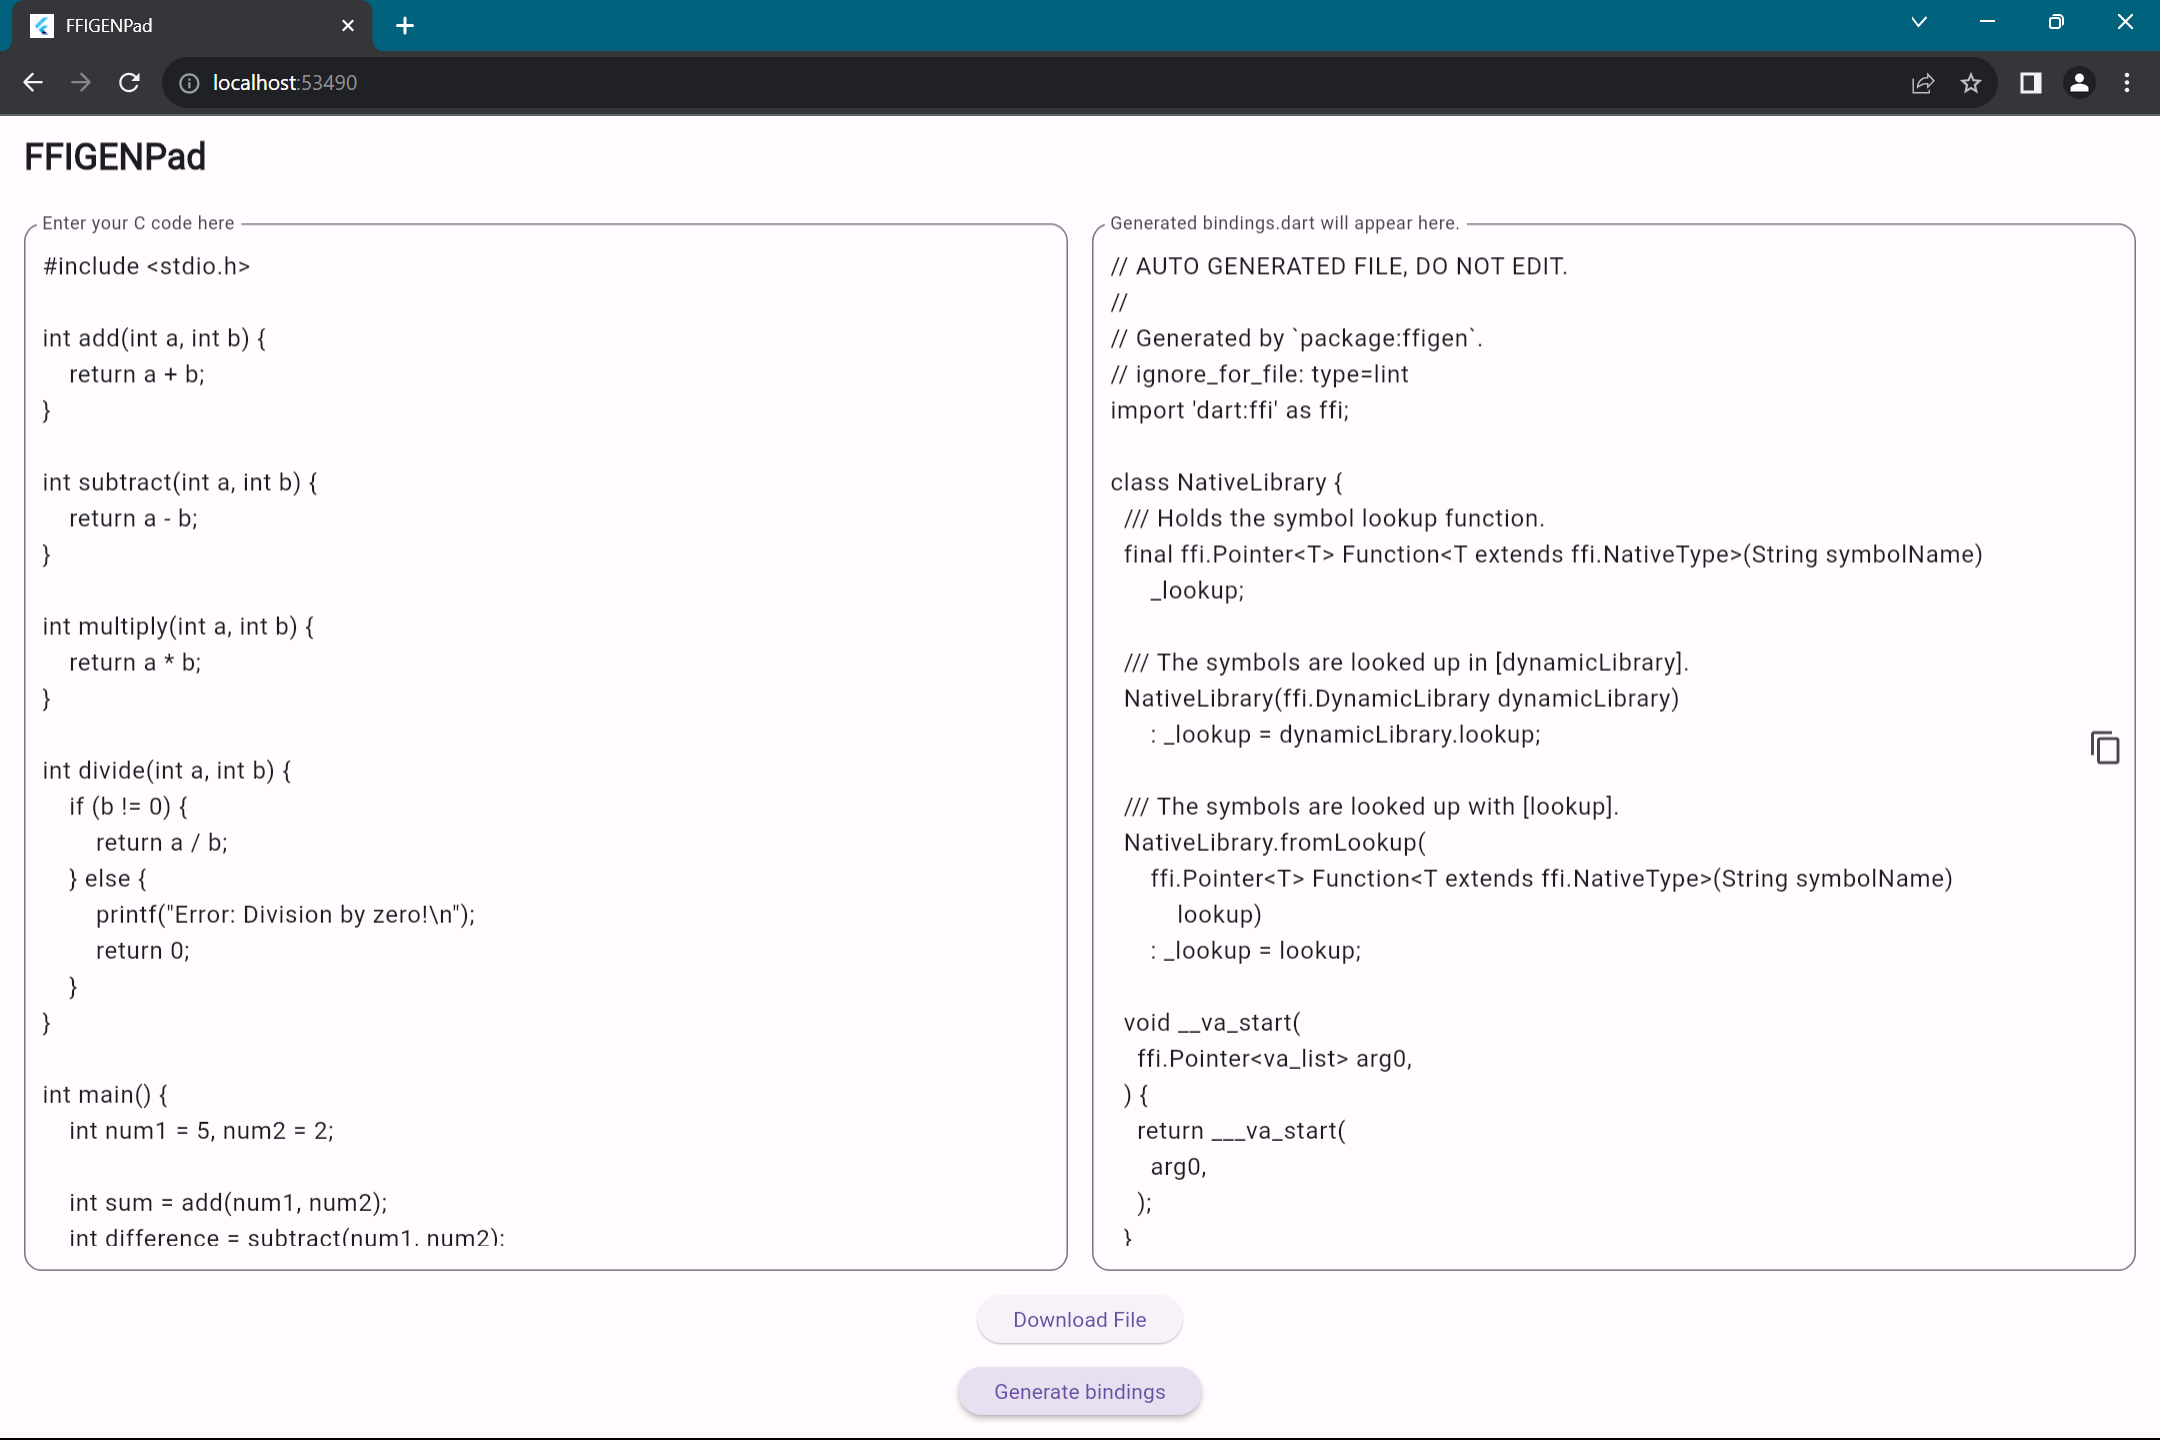 FFIGENPad
localhost:53490
FFIGENPad
Enter your C code here
#include <stdio.h>
int add(int a, int b) {
return a + b;
}
int subtract(int a, int b) {
return a - b;
}
int multiply(int a, int b) {
return a * b;
}
int divide(int a, int b) {
if (b != 0) {
return a / b;
} else {
printf("Error: Division by zero!\n");
return 0;
}
}
int main() {
int num1 = 5, num2 = 2;
int sum = add(num1, num2);
int difference = subtract(num1, num2);
Generated bindings.dart will appear here.
// AUTO GENERATED FILE, DO NOT EDIT.
//
// Generated by `package:ffigen`.
// ignore_for_file: type=lint
import 'dart:ffi' as ffi;
class NativeLibrary {
/// Holds the symbol lookup function.
final ffi.Pointer<T> Function<T extends ffi.NativeType>(String symbolName)
_lookup;
/// The symbols are looked up in [dynamicLibrary].
NativeLibrary(ffi.DynamicLibrary dynamicLibrary)
: _lookup = dynamicLibrary.lookup;
/// The symbols are looked up with [lookup].
NativeLibrary.fromLookup(
ffi.Pointer<T> Function<T extends ffi.NativeType>(String symbolName)
lookup)
: _lookup = lookup;
void __va_start(
ffi.Pointer<va_list> arg0,
) {
return ___va_start(
arg0,
);
}
Download File
Generate bindings